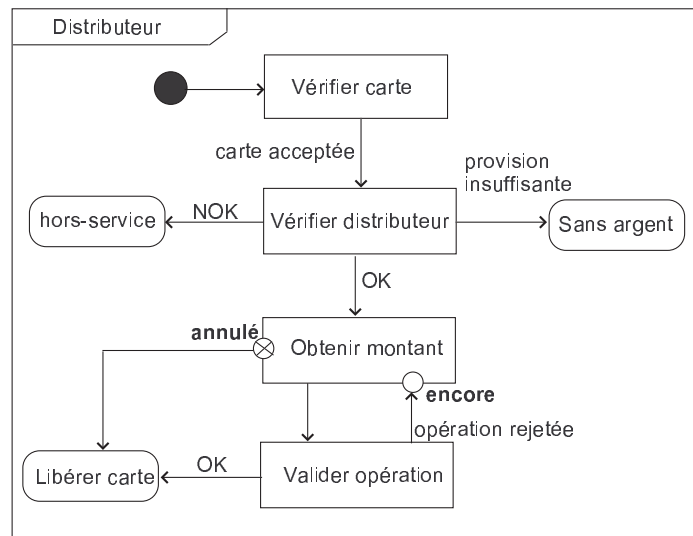 Distributeur
Vérifier carte
carte acceptée
provision
insuffisante
hors-service
NOK
Vérifier distributeur
Sans argent
OK
annulé
Obtenir montant
encore
opération rejetée
Libérer carte
OK
Valider opération